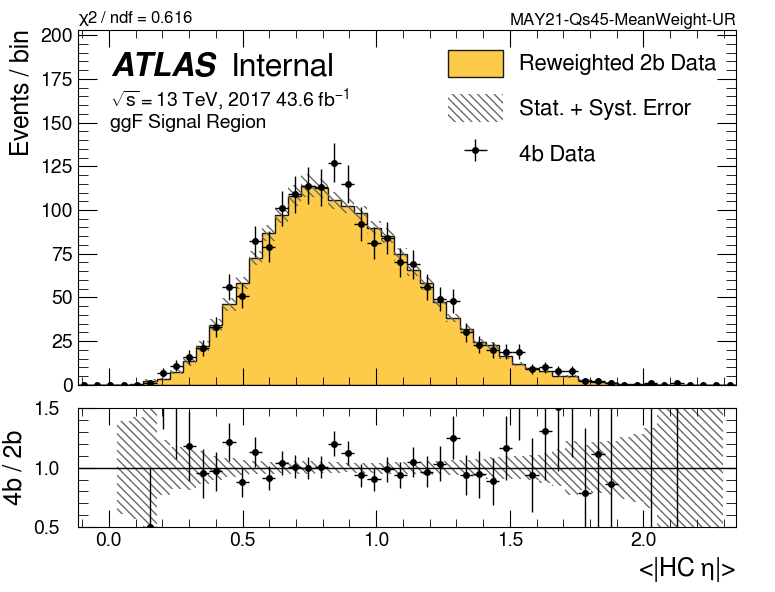 χ2 / ndf = 0.616
MAY21-Qs45-MeanWeight-UR
Events / bin
200
175
150
125
100
75
50
25
0
ATLAS Internal
√s = 13 TeV, 2017 43.6 fb−1
ggF Signal Region
Reweighted 2b Data
Stat. + Syst. Error
4b Data
4b / 2b
1.5
1.0
0.5
0.0 0.5 1.0 1.5 2.0
<|HC η|>